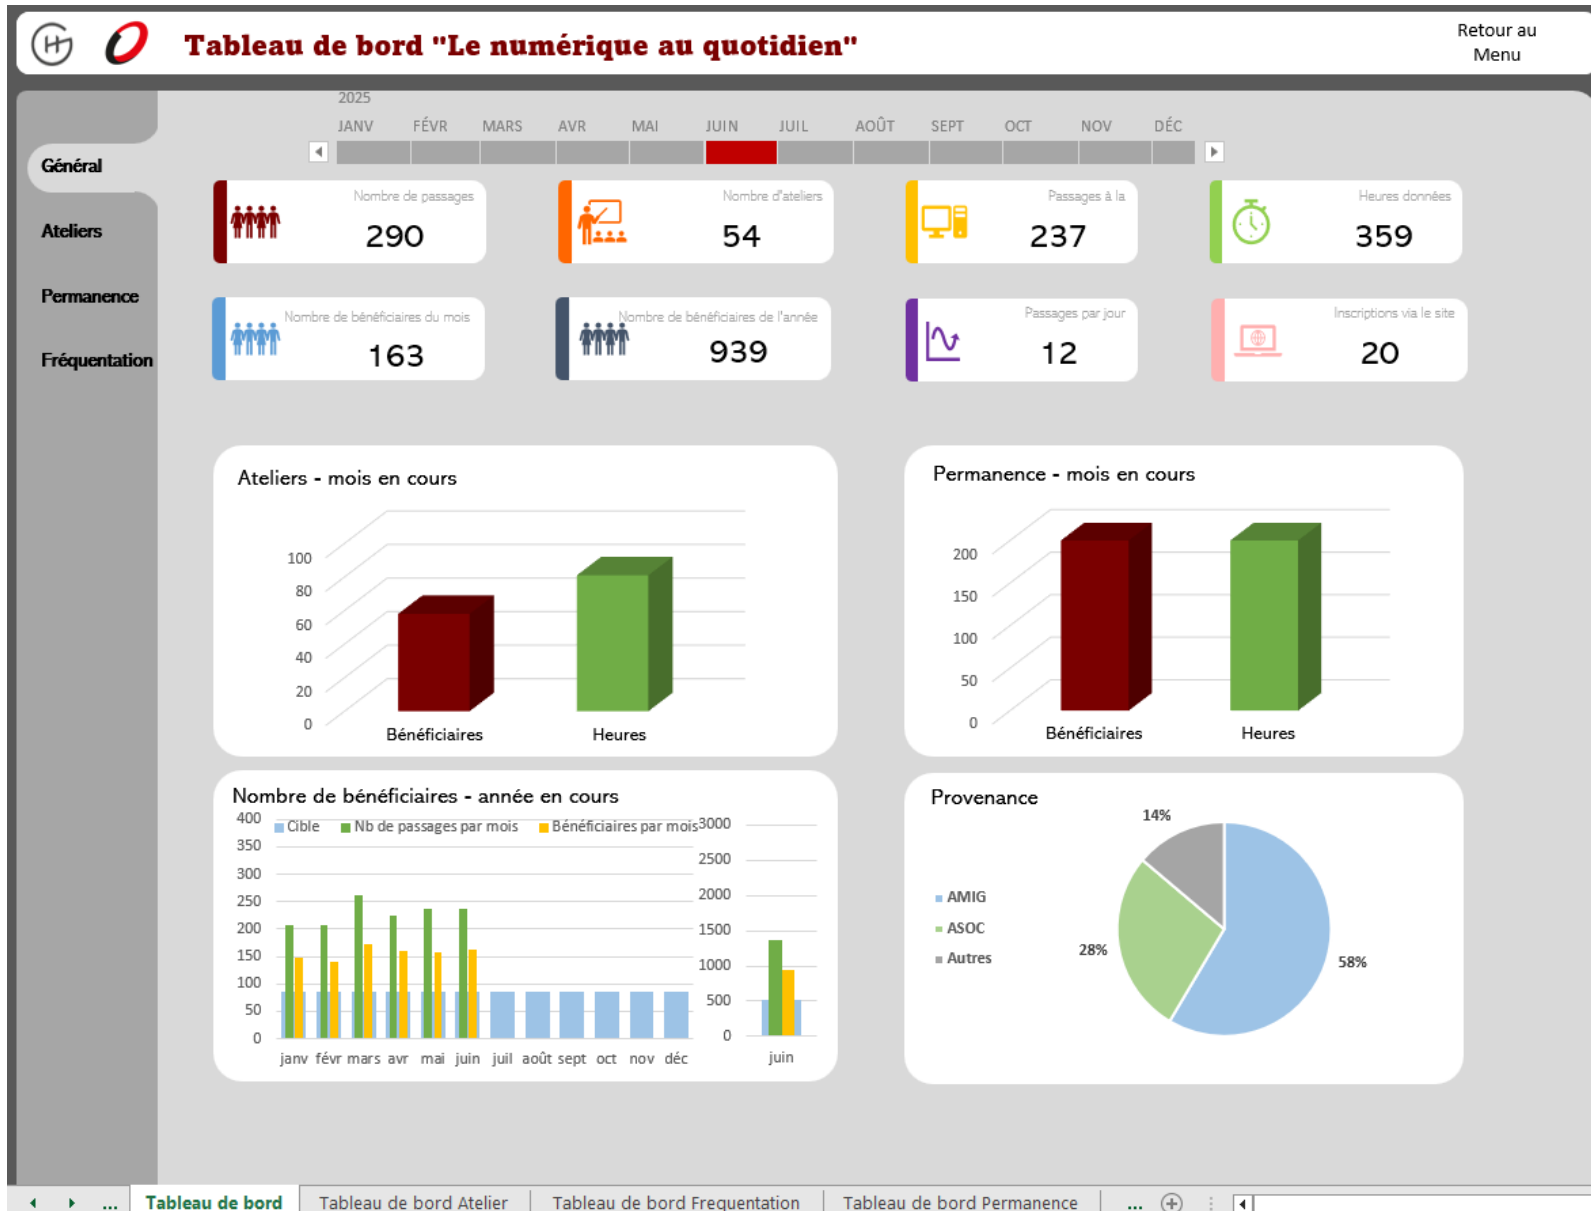 Tableau de bord "Le numérique au quotidien"
Retour au
Menu
2025
JANV FÉVR MARS AVR MAI JUIN JUIL AOÛT SEPT OCT NOV DÉC
Général
Ateliers
Permanence
Fréquentation
Nombre de passages
290
Nombre d'ateliers
54
Passages à la
237
Heures données
359
Nombre de bénéficiaires du mois
163
Nombre de bénéficiaires de l'année
939
Passages par jour
12
Inscriptions via le site
20
Ateliers - mois en cours
100
80
60
40
20
0
Bénéficiaires Heures
Permanence - mois en cours
200
150
100
50
0
Bénéficiaires Heures
Nombre de bénéficiaires - année en cours
Cible Nb de passages par mois Bénéficiaires par mois
400
350
300
250
200
150
100
50
0
janv févr mars avr mai juin juil août sept oct nov déc
3000
2500
2000
1500
1000
500
0
juin
Provenance
AMIG
ASOC
Autres
14%
28%
58%
... Tableau de bord Tableau de bord Atelier Tableau de bord Frequentation Tableau de bord Permanence ...